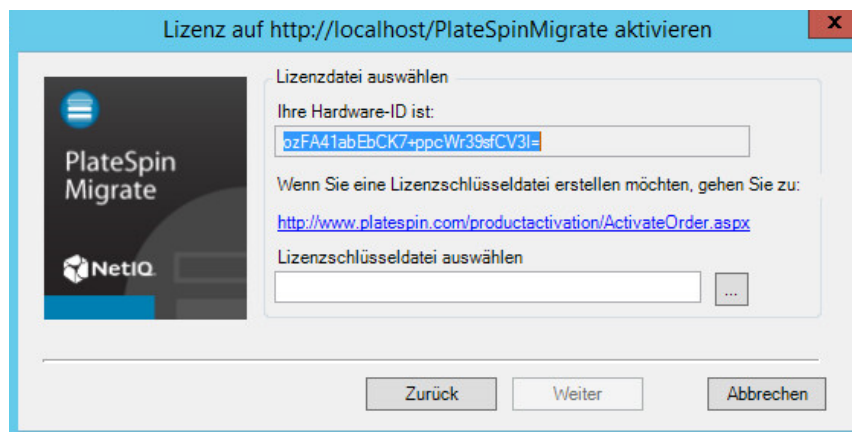 Lizenz auf http://localhost/PlateSpinMigrate aktivieren
x
PlateSpin
Migrate
NetIQ.
Lizenzdatei auswählen
Ihre Hardware-ID ist:
ozFA41abEbCK7+ppcWr39sfCV3I=
Wenn Sie eine Lizenzschlüsseldatei erstellen möchten, gehen Sie zu:
http://www.platespin.com/productactivation/ActivateOrder.aspx
Lizenzschlüsseldatei auswählen
...
Zurück
Weiter
Abbrechen